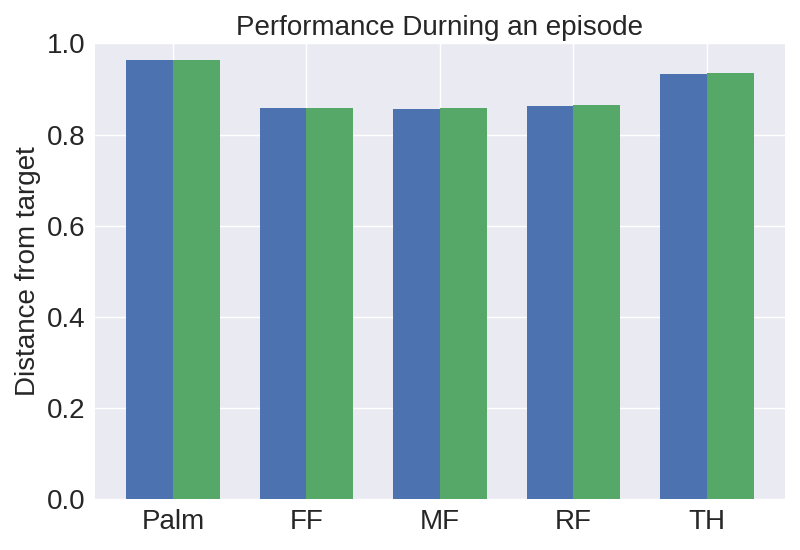 Performance Durning an episode
Distance from target
1.0
0.8
0.6
0.4
0.2
0.0
Palm FF MF RF TH